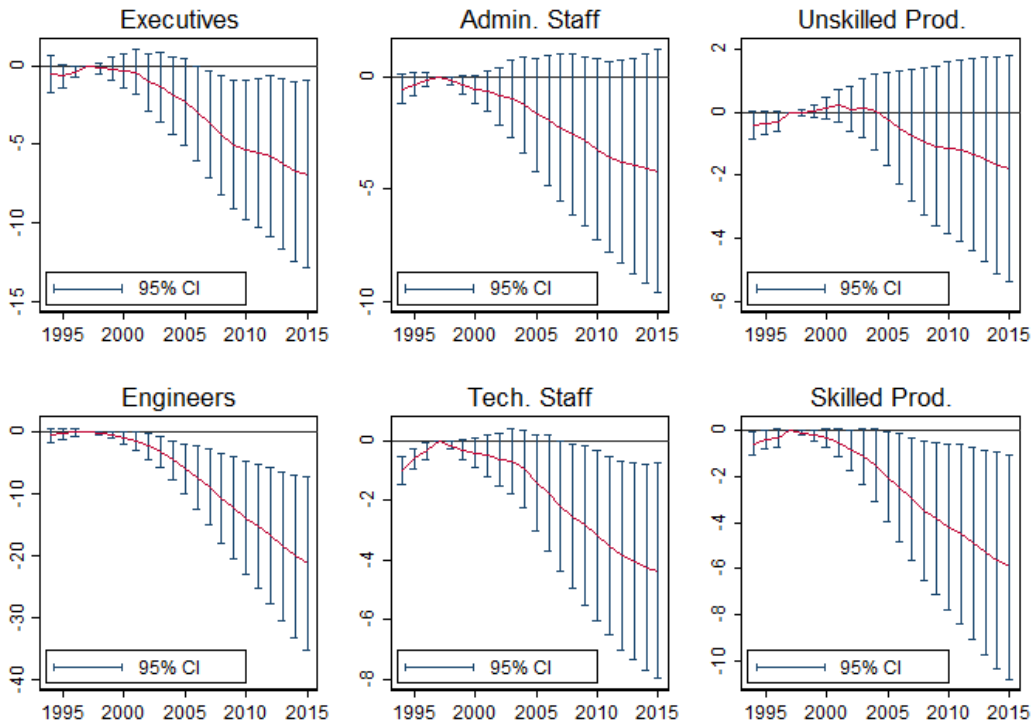 Executives
0
-5
-10
-15
95% CI
1995 2000 2005 2010 2015
Admin. Staff
0
-5
-10
95% CI
1995 2000 2005 2010 2015
Unskilled Prod.
2
0
-2
-4
-6
95% CI
1995 2000 2005 2010 2015
Engineers
0
-10
-20
-30
-40
95% CI
1995 2000 2005 2010 2015
Tech. Staff
0
-2
-4
-6
-8
95% CI
1995 2000 2005 2010 2015
Skilled Prod.
0
-2
-4
-6
-8
-10
95% CI
1995 2000 2005 2010 2015